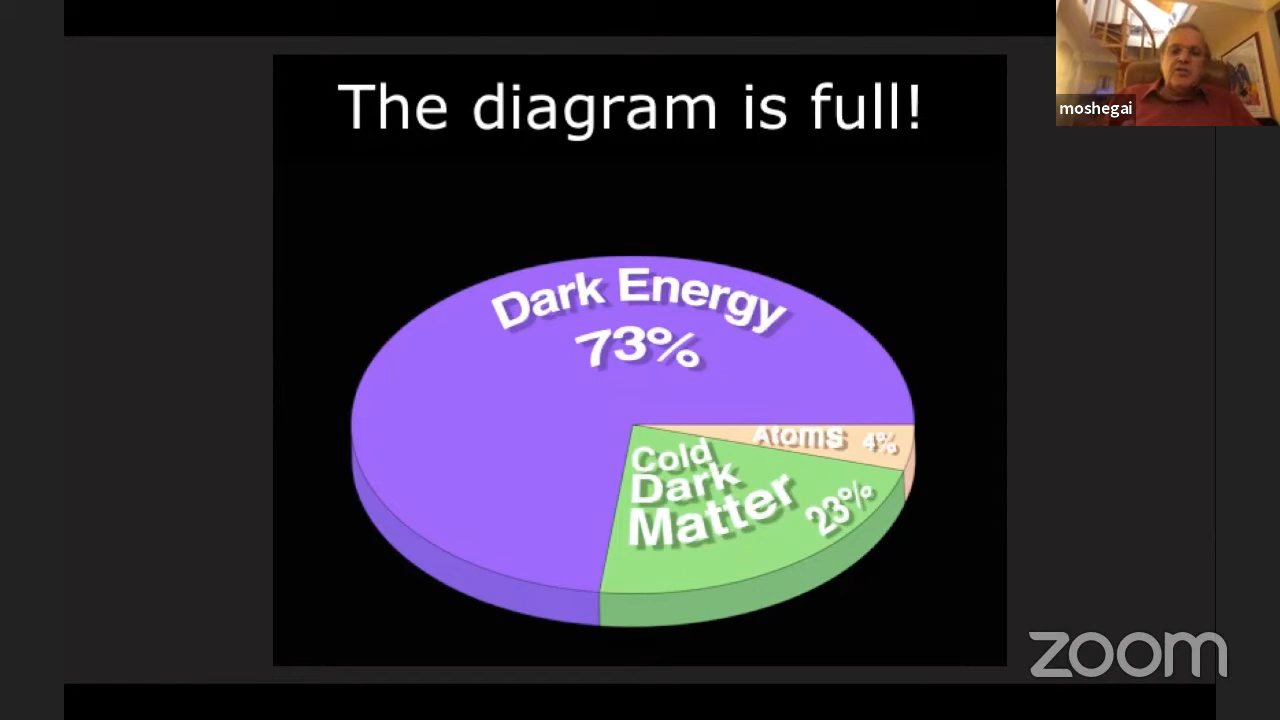 The diagram is full!
moshegai
Dark Energy
73%
Atoms 4%
Cold
Dark
Matter 23%
zoom